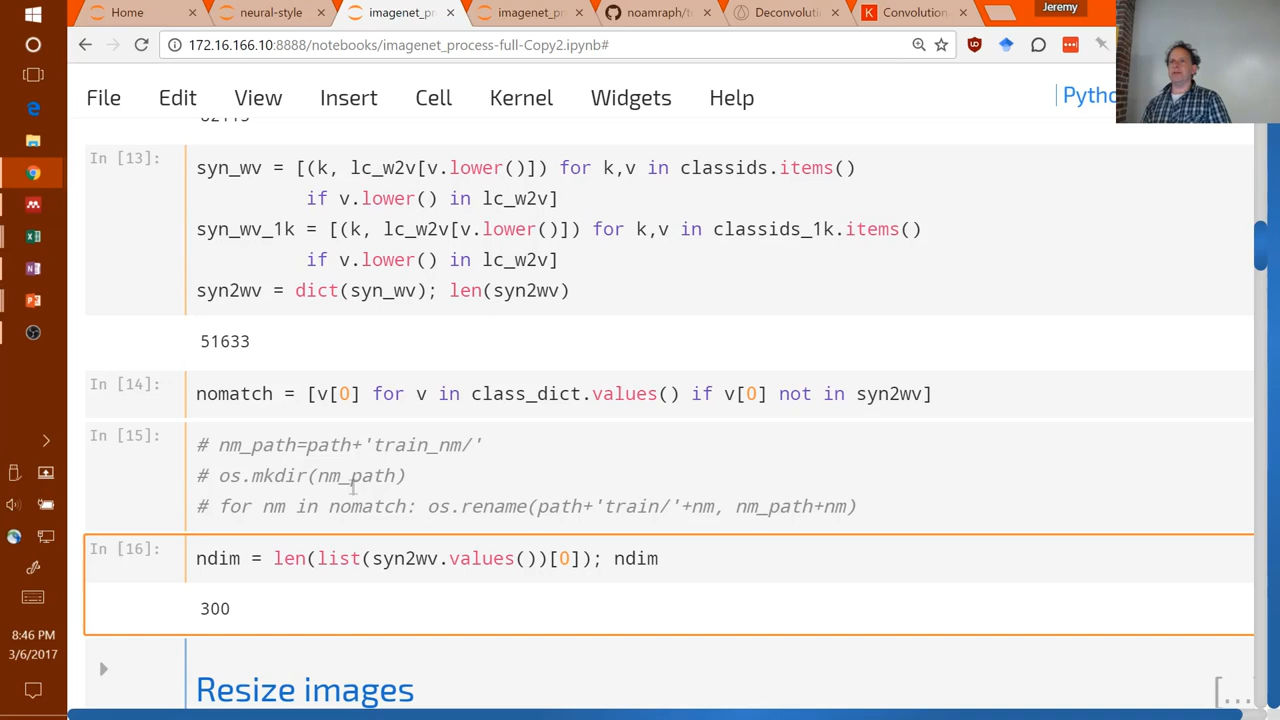 Home
neural-style
imagenet_pr
imagenet_pr
noamraph/t
Deconvoluti
Convolution
Jeremy
172.16.166.10:8888/notebooks/imagenet_process-full-Copy2.ipynb#
File Edit View Insert Cell Kernel Widgets Help
Pytho
In [13]:
syn_wv = [(k, lc_w2v[v.lower()]) for k,v in classids.items()
if v.lower() in lc_w2v]
syn_wv_1k = [(k, lc_w2v[v.lower()]) for k,v in classids_1k.items()
if v.lower() in lc_w2v]
syn2wv = dict(syn_wv); len(syn2wv)
51633
In [14]:
nomatch = [v[0] for v in class_dict.values() if v[0] not in syn2wv]
In [15]:
# nm_path=path+'train_nm/'
# os.mkdir(nm_path)
# for nm in nomatch: os.rename(path+'train/'+nm, nm_path+nm)
In [16]:
ndim = len(list(syn2wv.values())[0]); ndim
300
Resize images
[...
8:46 PM
3/6/2017